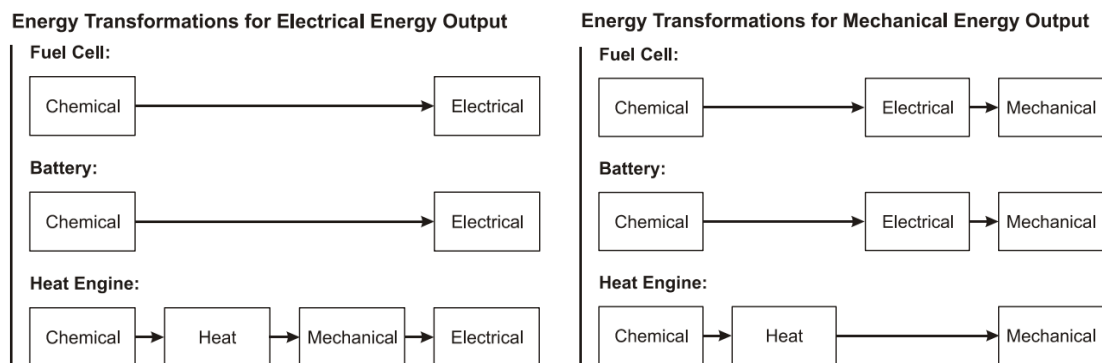 Energy Transformations for Electrical Energy Output
Fuel Cell:
Chemical Electrical
Battery:
Chemical Electrical
Heat Engine:
Chemical Heat Mechanical Electrical
Energy Transformations for Mechanical Energy Output
Fuel Cell:
Chemical Electrical Mechanical
Battery:
Chemical Electrical Mechanical
Heat Engine:
Chemical Heat Mechanical